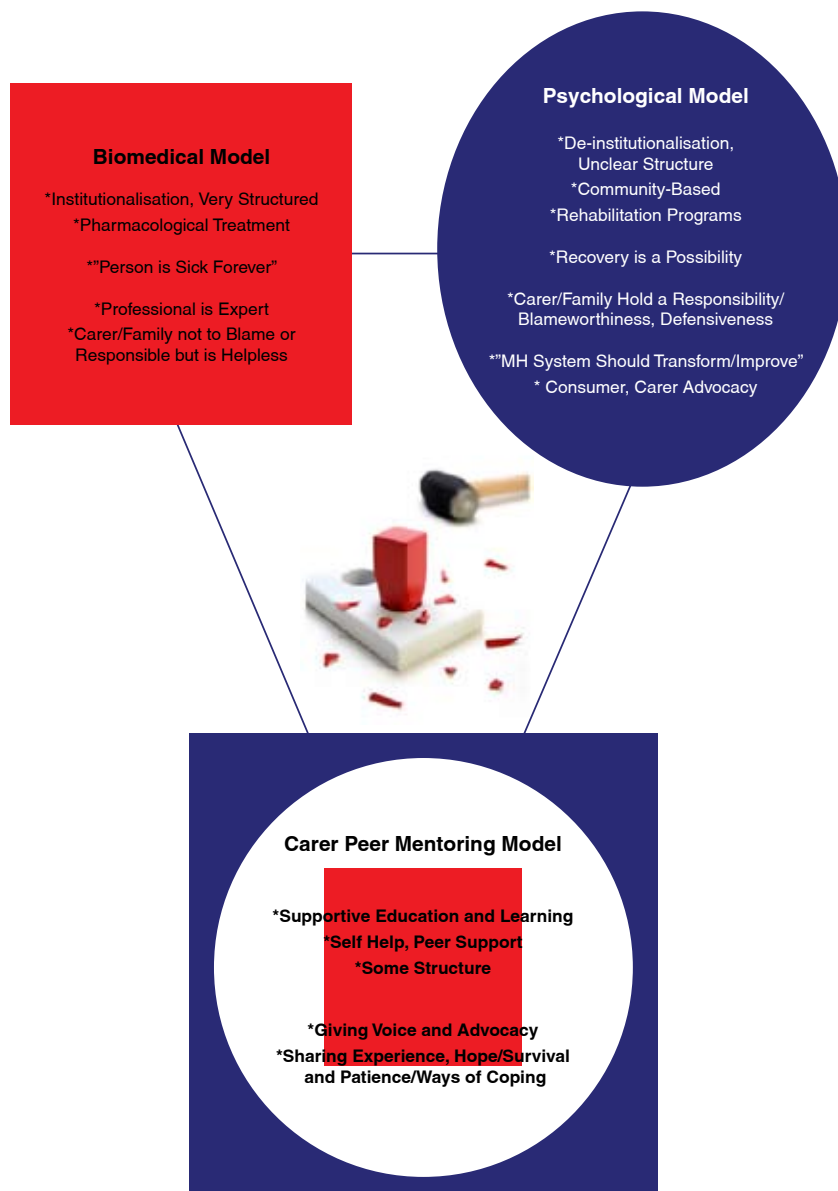 Biomedical Model
*Institutionalisation, Very Structured
*Pharmacological Treatment
*”Person is Sick Forever”
*Professional is Expert
*Carer/Family not to Blame or
Responsible but is Helpless
Psychological Model
*De-institutionalisation,
Unclear Structure
*Community-Based
*Rehabilitation Programs
*Recovery is a Possibility
*Carer/Family Hold a Responsibility/
Blameworthiness, Defensiveness
*”MH System Should Transform/Improve”
* Consumer, Carer Advocacy
Carer Peer Mentoring Model
*Supportive Education and Learning
*Self Help, Peer Support
*Some Structure
*Giving Voice and Advocacy
*Sharing Experience, Hope/Survival
and Patience/Ways of Coping